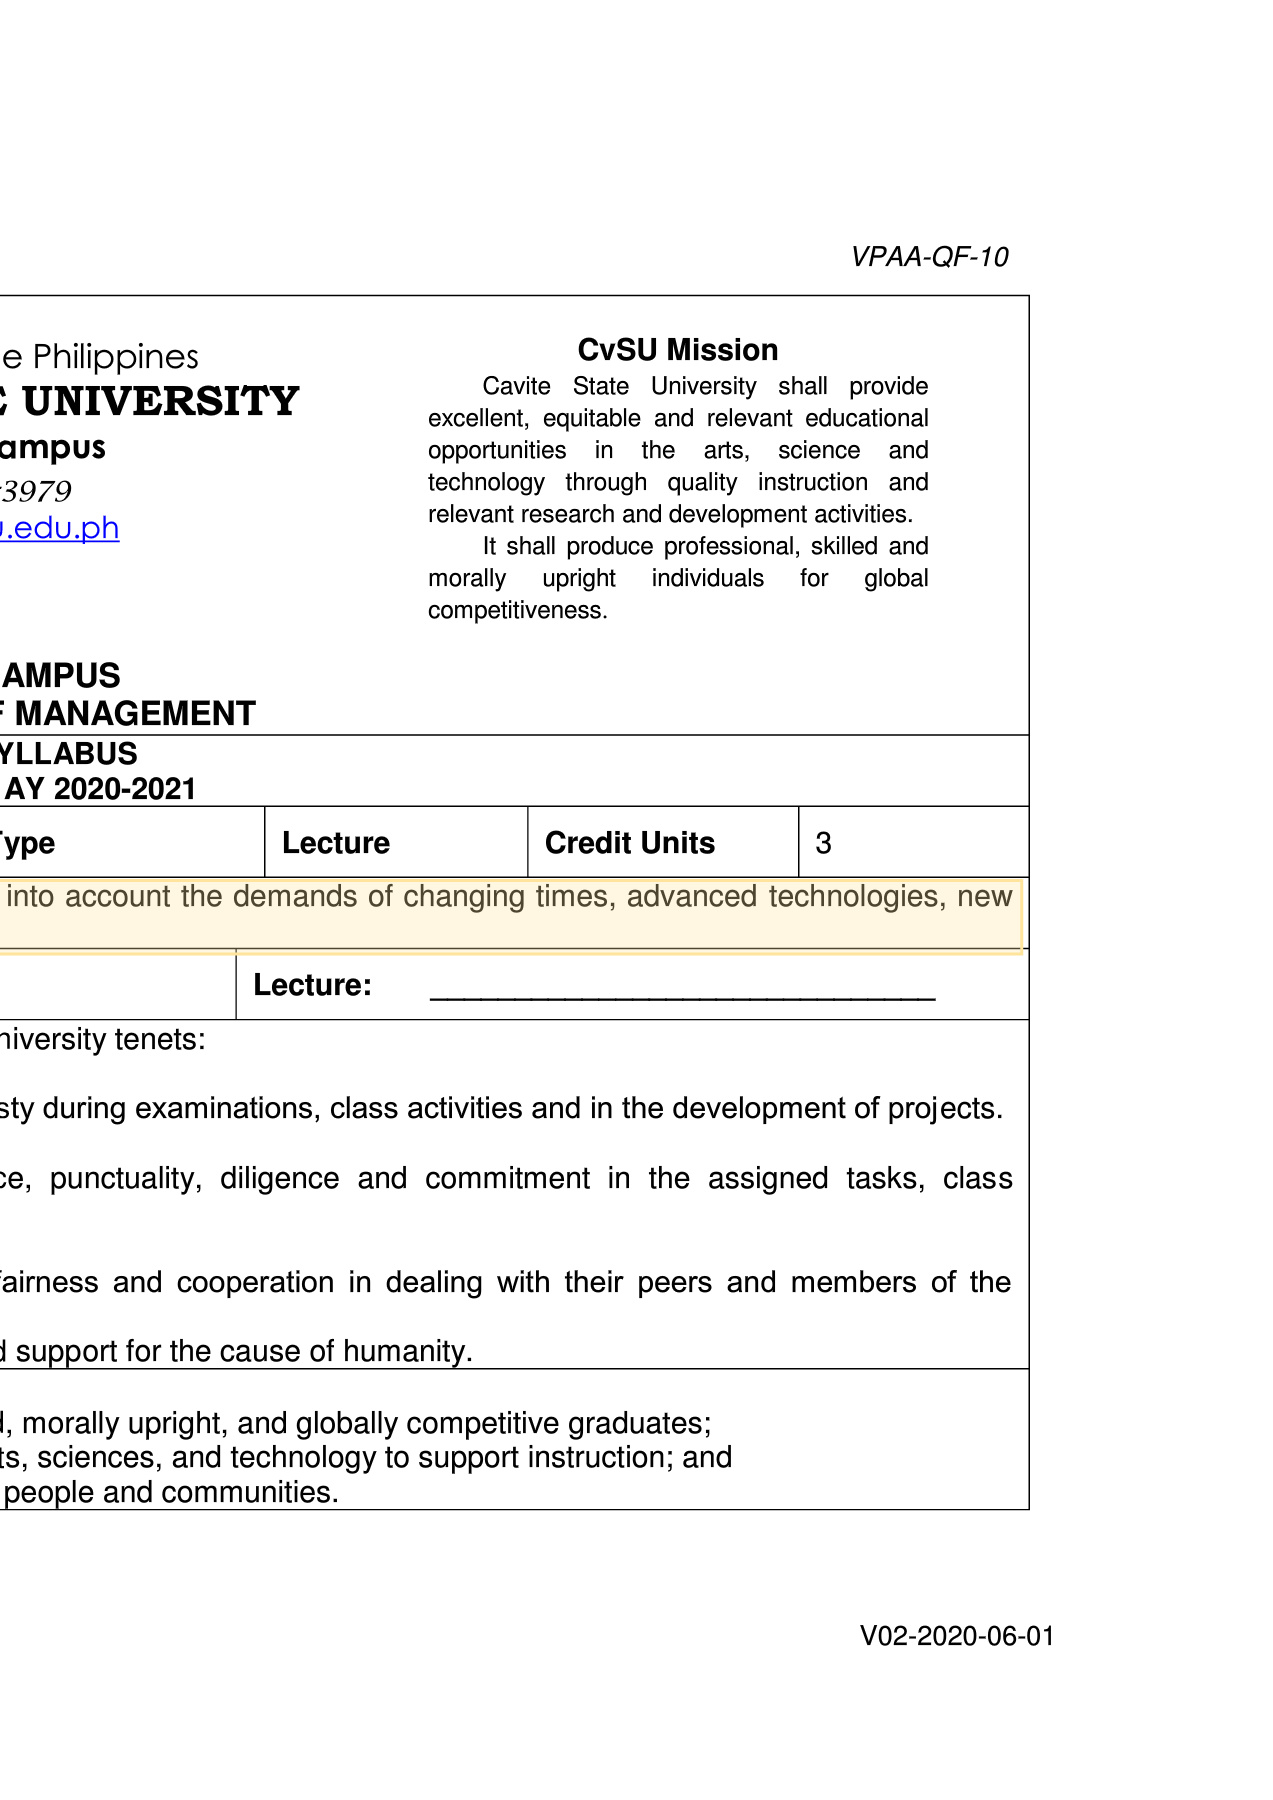 VPAA-QF-10
e Philippines
CvSU Mission
E UNIVERSITY
Cavite State University shall provide
excellent, equitable and relevant educational
ampus
opportunities in the arts, science and
3979
technology through quality instruction and
relevant research and development activities.
u.edu.ph
It shall produce professional, skilled and
morally upright individuals for global
competitiveness.
AMPUS
F MANAGEMENT
YLLABUS
AY 2020-2021
Type Lecture Credit Units 3
into account the demands of changing times, advanced technologies, new
Lecture: ______________________________
niversity tenets:
sty during examinations, class activities and in the development of projects.
ce, punctuality, diligence and commitment in the assigned tasks, class
fairness and cooperation in dealing with their peers and members of the
d support for the cause of humanity.
d, morally upright, and globally competitive graduates;
ts, sciences, and technology to support instruction; and
people and communities.
V02-2020-06-01